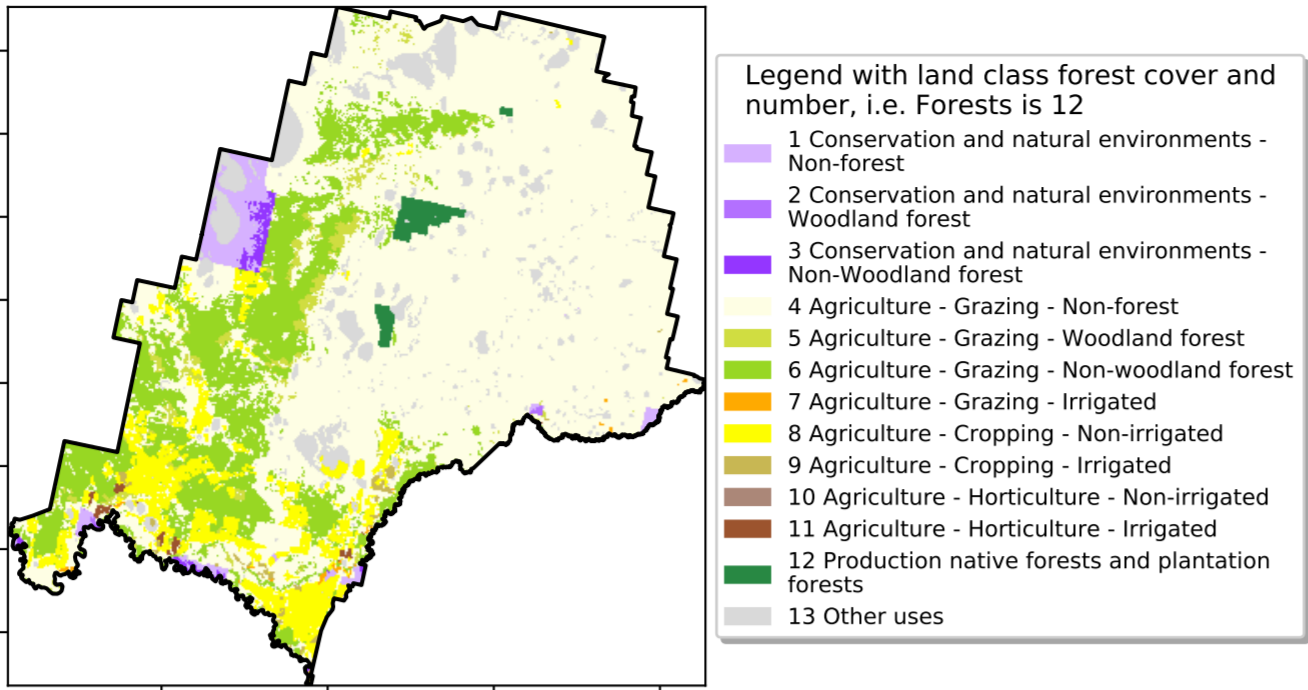 Legend with land class forest cover and
number, i.e. Forests is 12
1 Conservation and natural environments -
Non-forest
2 Conservation and natural environments -
Woodland forest
3 Conservation and natural environments -
Non-Woodland forest
4 Agriculture - Grazing - Non-forest
5 Agriculture - Grazing - Woodland forest
6 Agriculture - Grazing - Non-woodland forest
7 Agriculture - Grazing - Irrigated
8 Agriculture - Cropping - Non-irrigated
9 Agriculture - Cropping - Irrigated
10 Agriculture - Horticulture - Non-irrigated
11 Agriculture - Horticulture - Irrigated
12 Production native forests and plantation
forests
13 Other uses